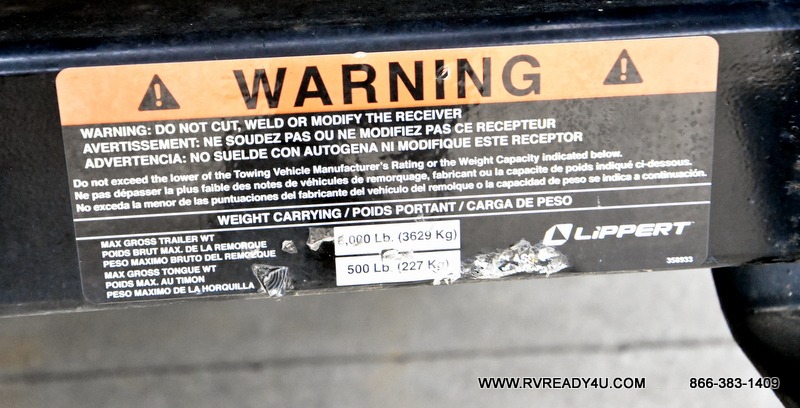 WARNING
WARNING: DO NOT CUT, WELD OR MODIFY THE RECEIVER
AVERTISSEMENT: NE SOUDEZ PAS OU NE MODIFIEZ PAS CE RECEPTEUR
ADVERTENCIA: NO SUELDE CON AUTOGENA NI MODIFIQUE ESTE RECEPTOR
Do not exceed the lower of the Towing Vehicle Manufacturer's Rating or the Weight Capacity indicated below.
Ne pas dépasser la plus faible des notes de véhicules de remorquage, fabricant ou la capacite de poids indiqué ci-dessous.
No exceda la menor de las puntuaciones del fabricante del vehículo del remolque o la capacidad de peso se indica a continuación.
WEIGHT CARRYING / POIDS PORTANT / CARGA DE PESO
MAX GROSS TRAILER WT
POIDS BRUT MAX. DE LA REMORQUE
PESO MAXIMO BRUTO DEL REMOLQUE
8,000 Lb. (3629 Kg)
MAX GROSS TONGUE WT
POIDS MAX. AU TIMON
PESO MAXIMO DE LA HORQUILLA
500 Lb. (227 Kg)
LIPPERT
358933
WWW.RVREADY4U.COM 866-383-1409